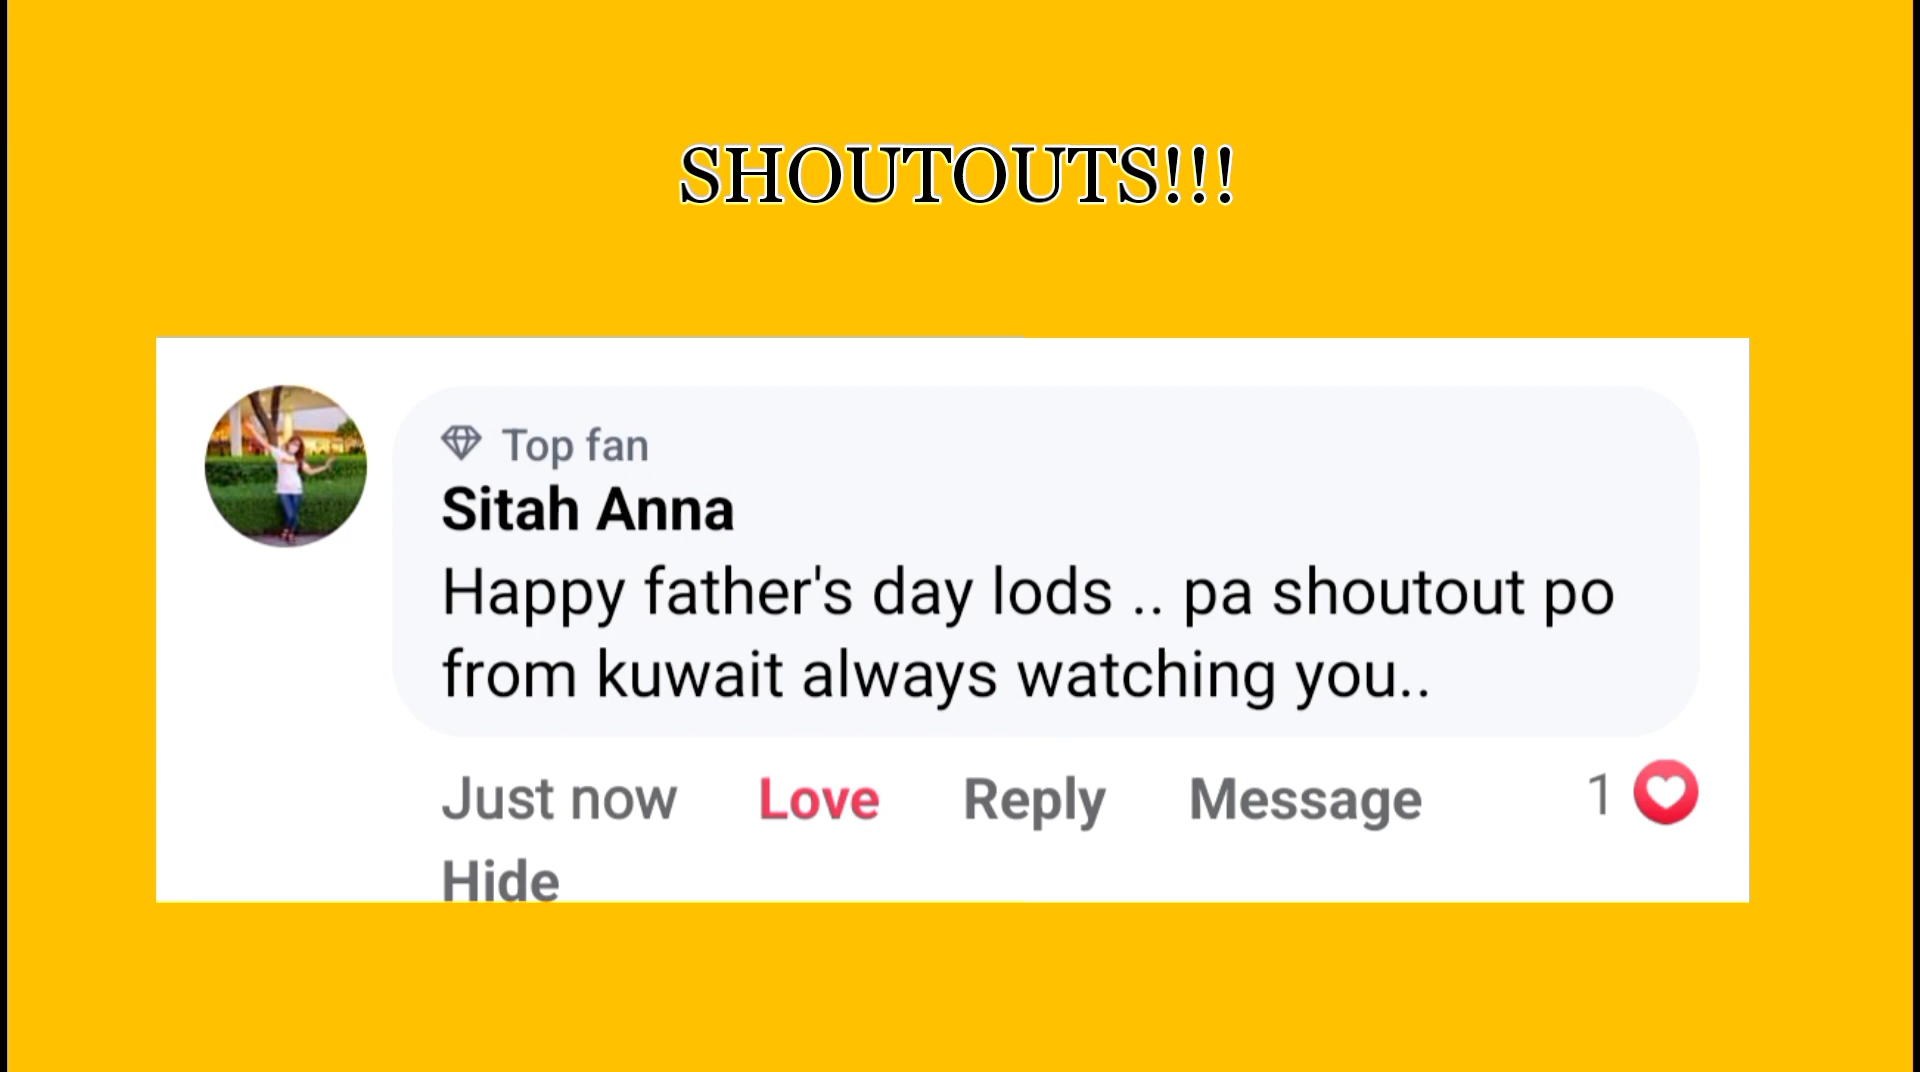 SHOUTOUTS!!!
Top fan
Sitah Anna
Happy father's day lods .. pa shoutout po
from kuwait always watching you..
Just now Love Reply Message 1
Hide